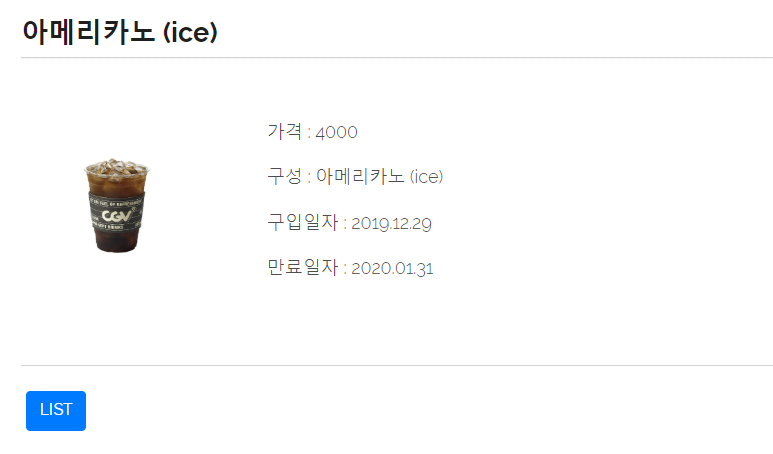 아메리카노 (ice)
가격 : 4000
구성 : 아메리카노 (ice)
구입일자 : 2019.12.29
만료일자 : 2020.01.31
CGV
LIST